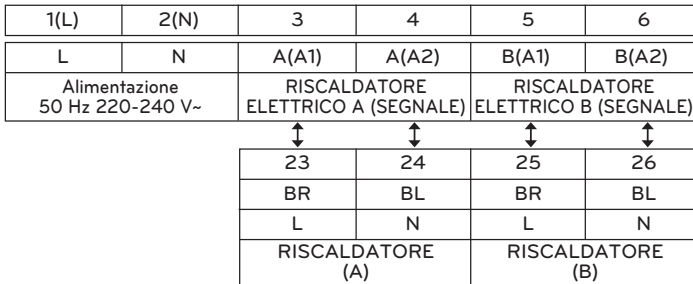 1(L) 2(N) 3 4 5 6
L N A(A1) A(A2) B(A1) B(A2)
Alimentazione RISCALDATORE RISCALDATORE
50 Hz 220-240 V~ ELETTRICO A (SEGNALE) ELETTRICO B (SEGNALE)
23 24 25 26
BR BL BR BL
L N L N
RISCALDATORE RISCALDATORE
(A) (B)